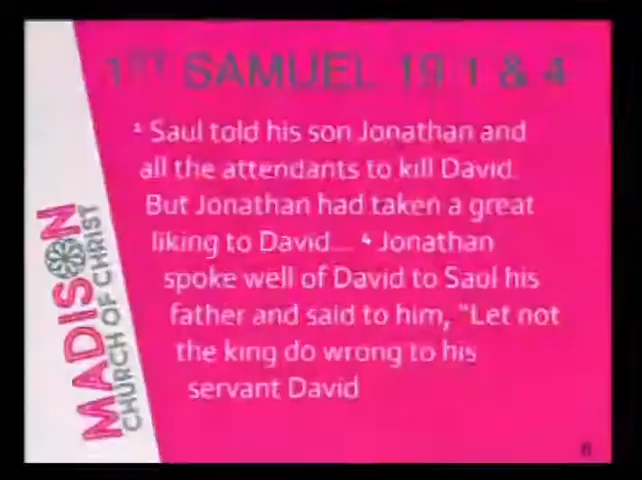 1ST SAMUEL 19:1 & 4
¹ Saul told his son Jonathan and
all the attendants to kill David.
But Jonathan had taken a great
liking to David... ⁴ Jonathan
spoke well of David to Saul his
father and said to him, "Let not
the king do wrong to his
servant David
MADISON
CHURCH OF CHRIST